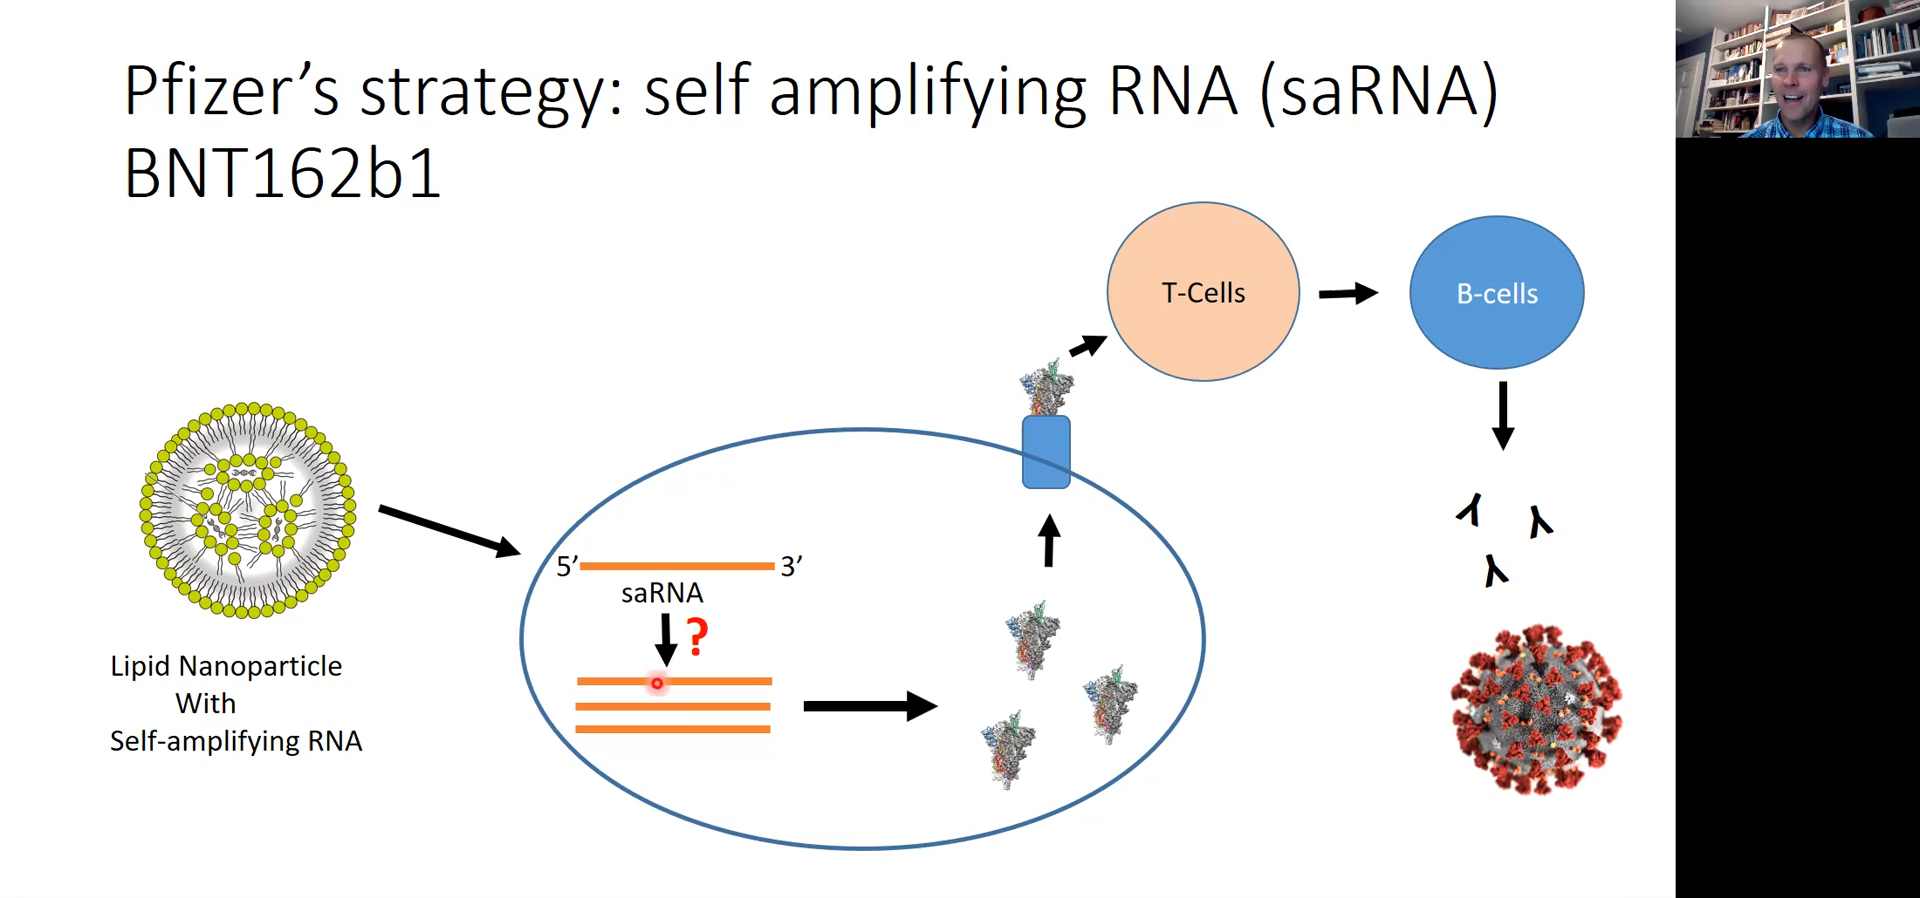 Pfizer’s strategy: self amplifying RNA (saRNA)
BNT162b1
T-Cells
B-cells
5’
3’
saRNA
?
Lipid Nanoparticle
With
Self-amplifying RNA